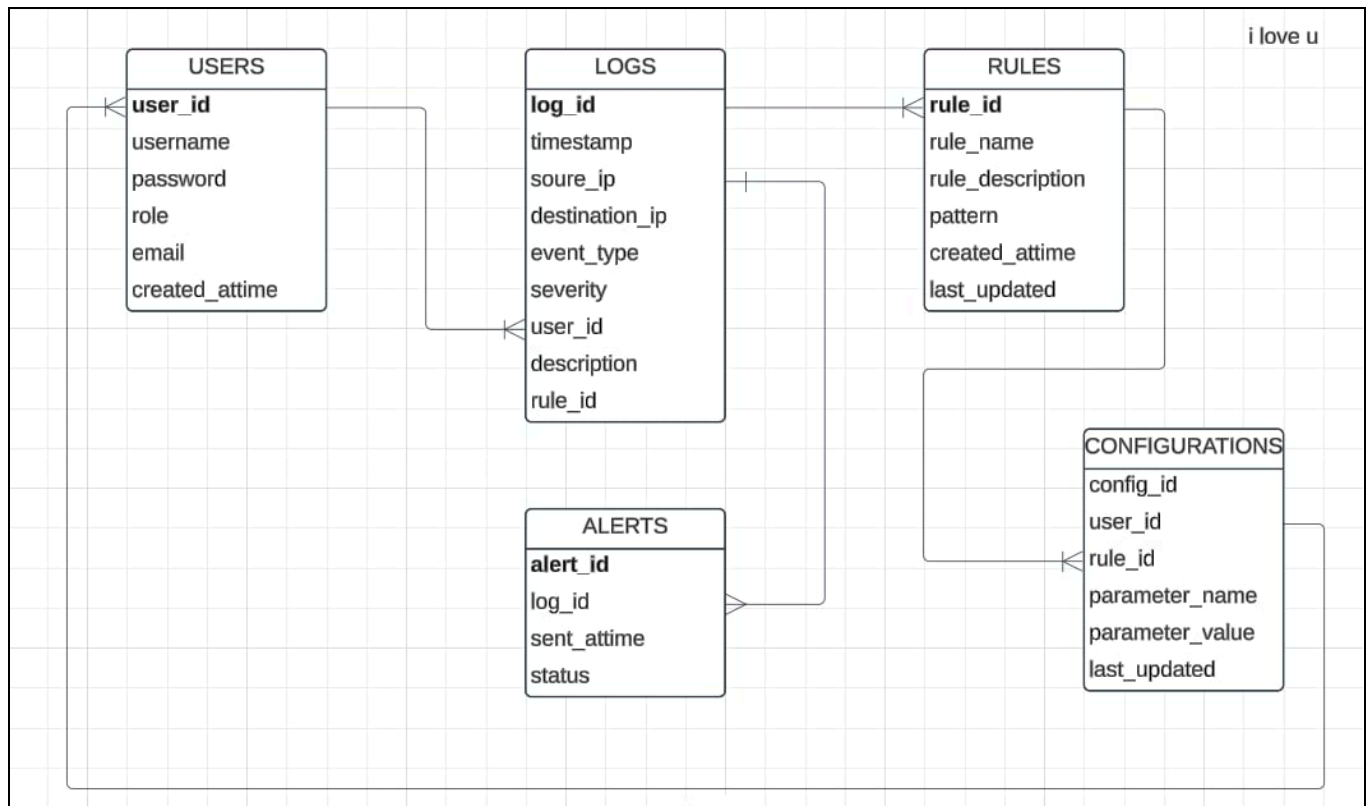 i love u
USERS
user_id
username
password
role
email
created_attime
LOGS
log_id
timestamp
soure_ip
destination_ip
event_type
severity
user_id
description
rule_id
RULES
rule_id
rule_name
rule_description
pattern
created_attime
last_updated
ALERTS
alert_id
log_id
sent_attime
status
CONFIGURATIONS
config_id
user_id
rule_id
parameter_name
parameter_value
last_updated